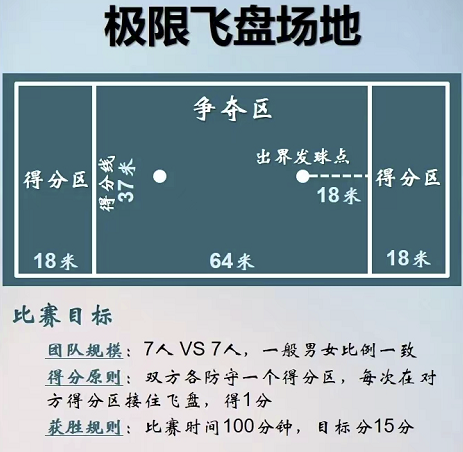 极限飞盘场地
争夺区
出界发球点
得分区
得分线
37米
18米
得分区
18米
64米
18米
比赛目标
团队规模：7人 VS 7人，一般男女比例一致
得分原则：双方各防守一个得分区，每次在对
方得分区接住飞盘，得1分
获胜规则：比赛时间100分钟，目标分15分